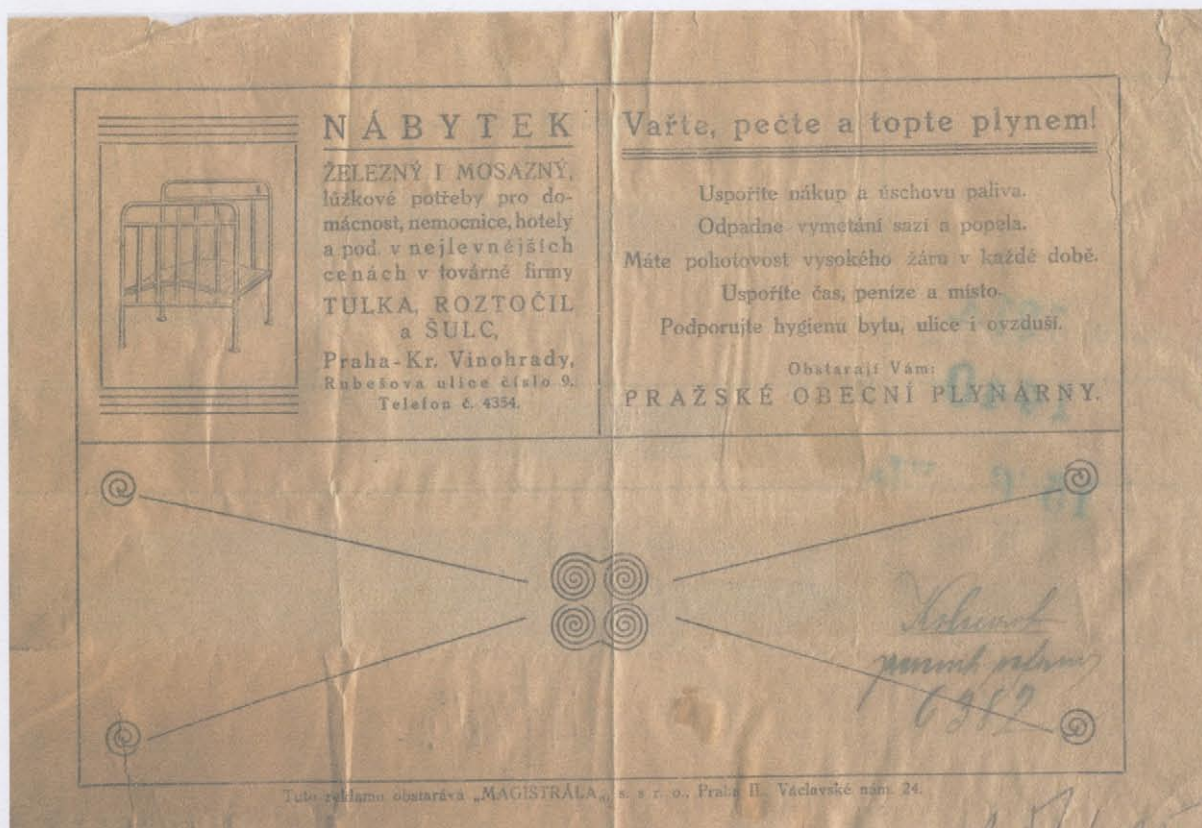 NÁBYTEK
ŽELEZNÝ I MOSAZNÝ,
lůžkové potřeby pro do-
mácnost, nemocnice, hotely
a pod. v nejlevnějších
cenách v továrně firmy
TULKA, ROZTOČIL
a ŠULC,
Praha-Kr. Vinohrady,
Rubešova ulice číslo 9.
Telefon č. 4354.
Vařte, pečte a topte plynem!
Uspoříte nákup a úschovu paliva.
Odpadne vymetání sazí a popela.
Máte pohotovost vysokého žáru v každé době.
Uspoříte čas, peníze a místo.
Podporujte hygienu bytu, ulice i ovzduší.
Obstarají Vám:
PRAŽSKÉ OBECNÍ PLYNÁRNY.
6382
Tuto reklamu obstarává „MAGISTRÁLA„, s. s r. o., Praha II., Václavské nám. 24.